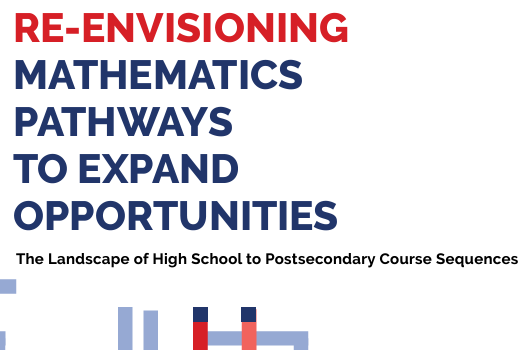 RE-ENVISIONING
MATHEMATICS
PATHWAYS
TO EXPAND
OPPORTUNITIES
The Landscape of High School to Postsecondary Course Sequences